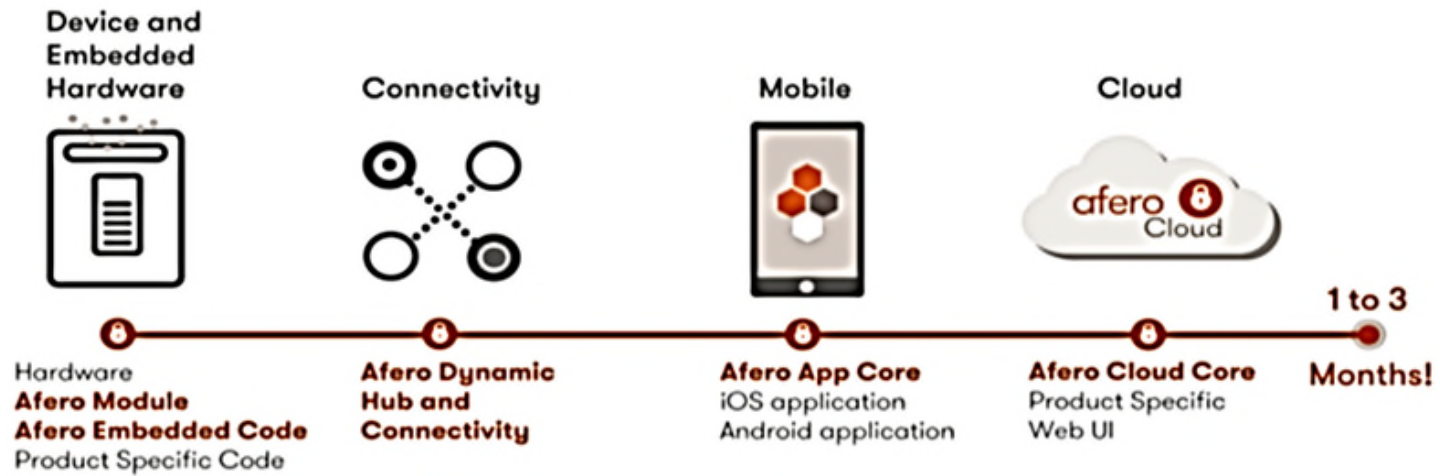 Device and
Embedded
Hardware
Connectivity
Mobile
Cloud
afero
Cloud
1 to 3
Months!
Hardware
Afero Module
Afero Embedded Code
Product Specific Code
Afero Dynamic
Hub and
Connectivity
Afero App Core
iOS application
Android application
Afero Cloud Core
Product Specific
Web UI